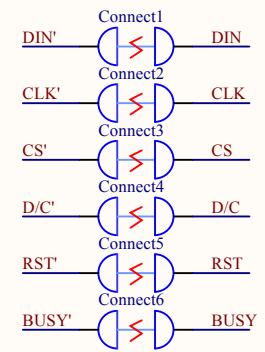 Connect1
DIN' DIN
Connect2
CLK' CLK
Connect3
CS' CS
Connect4
D/C' D/C
Connect5
RST' RST
Connect6
BUSY' BUSY